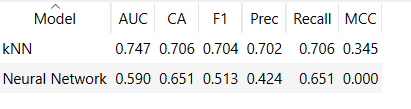 Model AUC CA F1 Prec Recall MCC
kNN 0.747 0.706 0.704 0.702 0.706 0.345
Neural Network 0.590 0.651 0.513 0.424 0.651 0.000